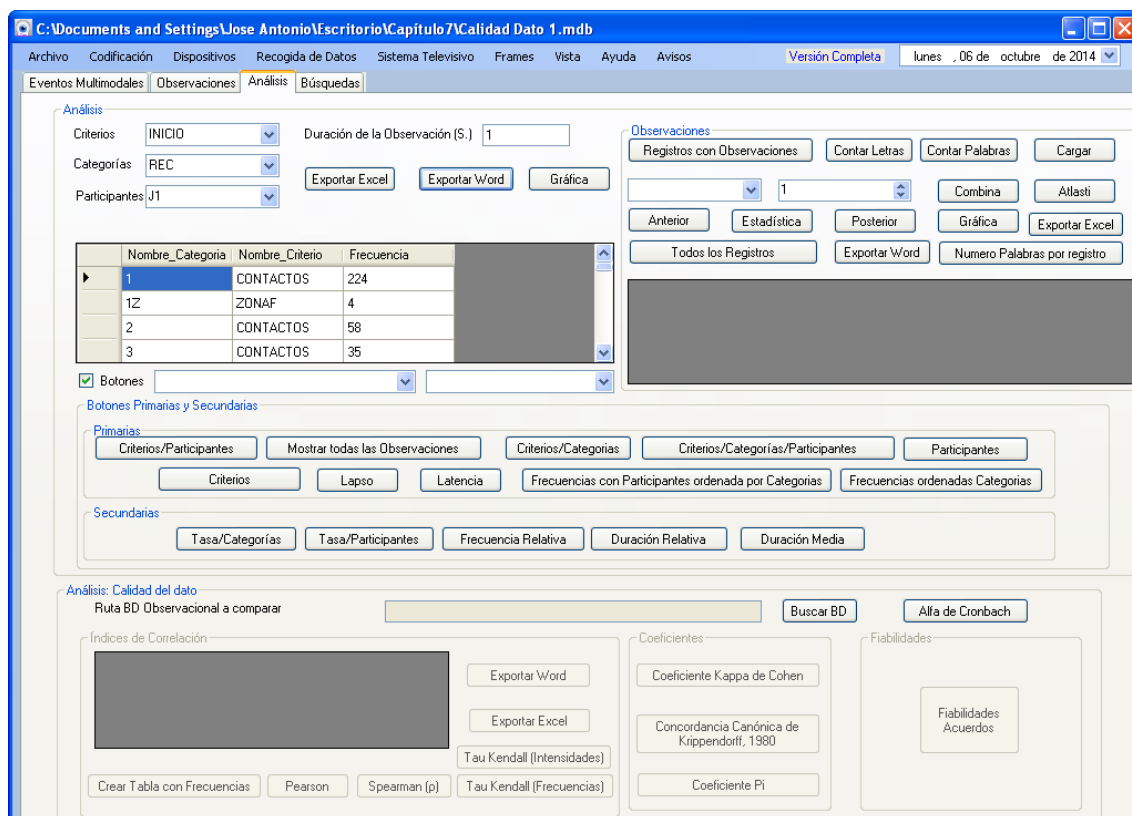 C:\Documents and Settings\Jose Antonio\Escritorio\Capítulo7\Calidad Dato 1.mdb
Archivo Codificación Dispositivos Recogida de Datos Sistema Televisivo Frames Vista Ayuda Avisos Versión Completa lunes , 06 de octubre de 2014
Eventos Multimodales Observaciones Análisis Búsquedas
Análisis
Criterios INICIO Duración de la Observación (S.) 1
Categorías REC
Exportar Excel Exportar Word Gráfica
Participantes J1
Observaciones
Registros con Observaciones Contar Letras Contar Palabras Cargar
1 Combina Atlasti
Anterior Estadística Posterior Gráfica Exportar Excel
Todos los Registros Exportar Word Numero Palabras por registro
Nombre_Categoria Nombre_Criterio Frecuencia
1 CONTACTOS 224
1Z ZONAF 4
2 CONTACTOS 58
3 CONTACTOS 35
Botones
Botones Primarias y Secundarias
Primarias
Criterios/Participantes Mostrar todas las Observaciones Criterios/Categorias Criterios/Categorías/Participantes Participantes
Criterios Lapso Latencia Frecuencias con Participantes ordenada por Categorias Frecuencias ordenadas Categorias
Secundarias
Tasa/Categorías Tasa/Participantes Frecuencia Relativa Duración Relativa Duración Media
Análisis: Calidad del dato
Ruta BD Observacional a comparar Buscar BD Alfa de Cronbach
Índices de Correlación
Exportar Word
Exportar Excel
Tau Kendall (Intensidades)
Crear Tabla con Frecuencias Pearson Spearman (ρ) Tau Kendall (Frecuencias)
Coeficientes
Coeficiente Kappa de Cohen
Concordancia Canónica de
Krippendorff, 1980
Coeficiente Pi
Fiabilidades
Fiabilidades
Acuerdos